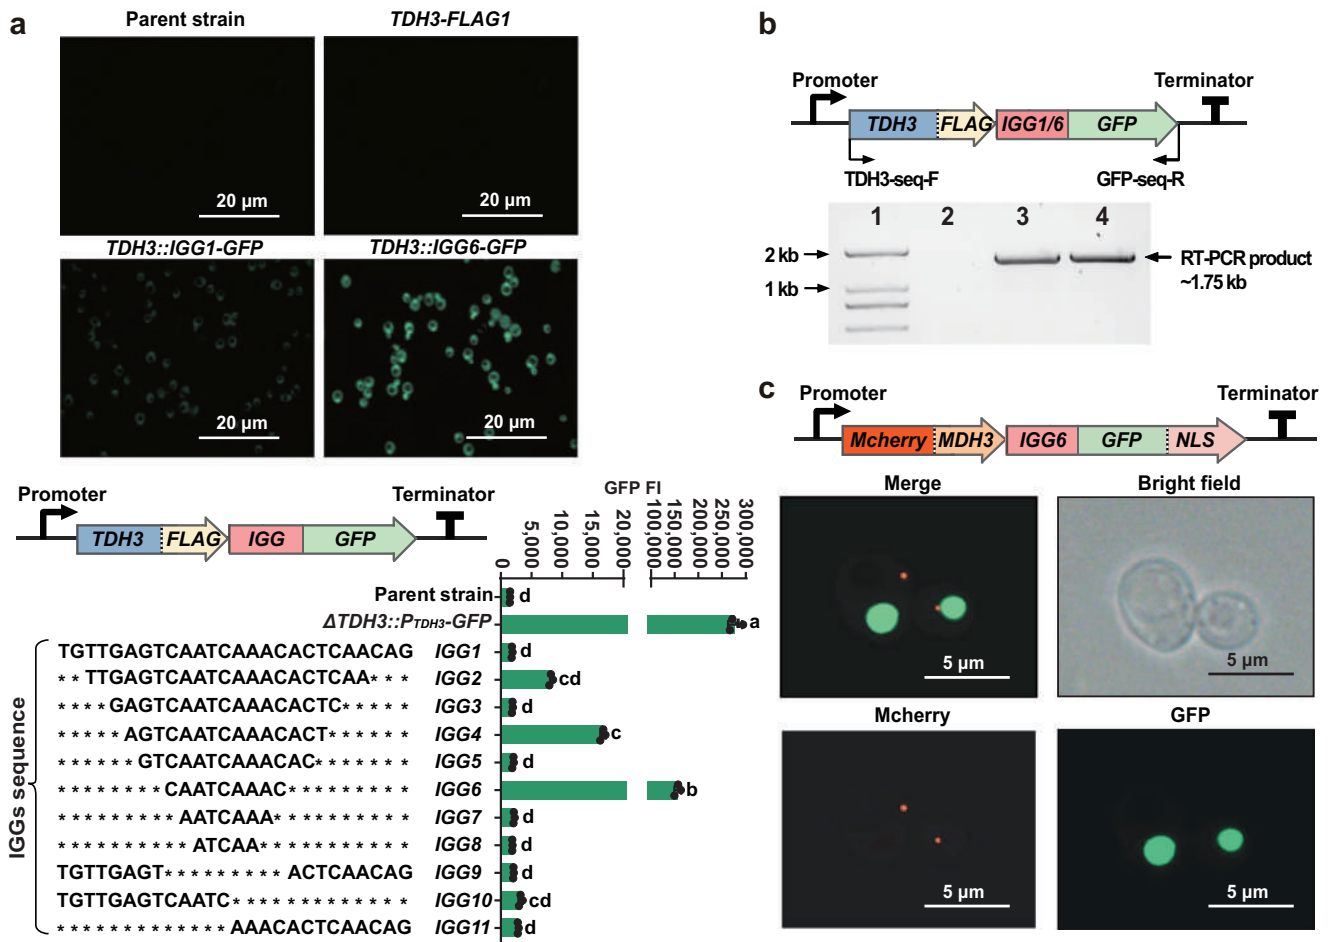 a
Parent strain
TDH3-FLAG1
20 µm
20 µm
TDH3::IGG1-GFP
TDH3::IGG6-GFP
20 µm
20 µm
Promoter
Terminator
TDH3
FLAG
IGG
GFP
GFP FI
0
5,000
10,000
15,000
20,000
100,000
150,000
200,000
250,000
300,000
Parent strain
d
ΔTDH3::PTDH3-GFP
a
IGGs sequence
TGTTGAGTCAATCAAACACTCAACAG IGG1 d
**TTGAGTCAATCAAACACTCAA*** IGG2 cd
****GAGTCAATCAAACACTC***** IGG3 d
*****AGTCAATCAAACACT****** IGG4 c
******GTCAATCAAACAC******* IGG5 d
********CAATCAAAC********* IGG6 b
*********AATCAAA********** IGG7 d
**********ATCAA*********** IGG8 d
TGTTGAGT*********ACTCAACAG IGG9 d
TGTTGAGTCAATC************* IGG10 cd
*************AAACACTCAACAG IGG11 d
b
Promoter
Terminator
TDH3
FLAG
IGG1/6
GFP
TDH3-seq-F
GFP-seq-R
1 2 3 4
2 kb
1 kb
RT-PCR product
~1.75 kb
c
Promoter
Terminator
Mcherry
MDH3
IGG6
GFP
NLS
Merge
Bright field
5 µm
5 µm
Mcherry
GFP
5 µm
5 µm